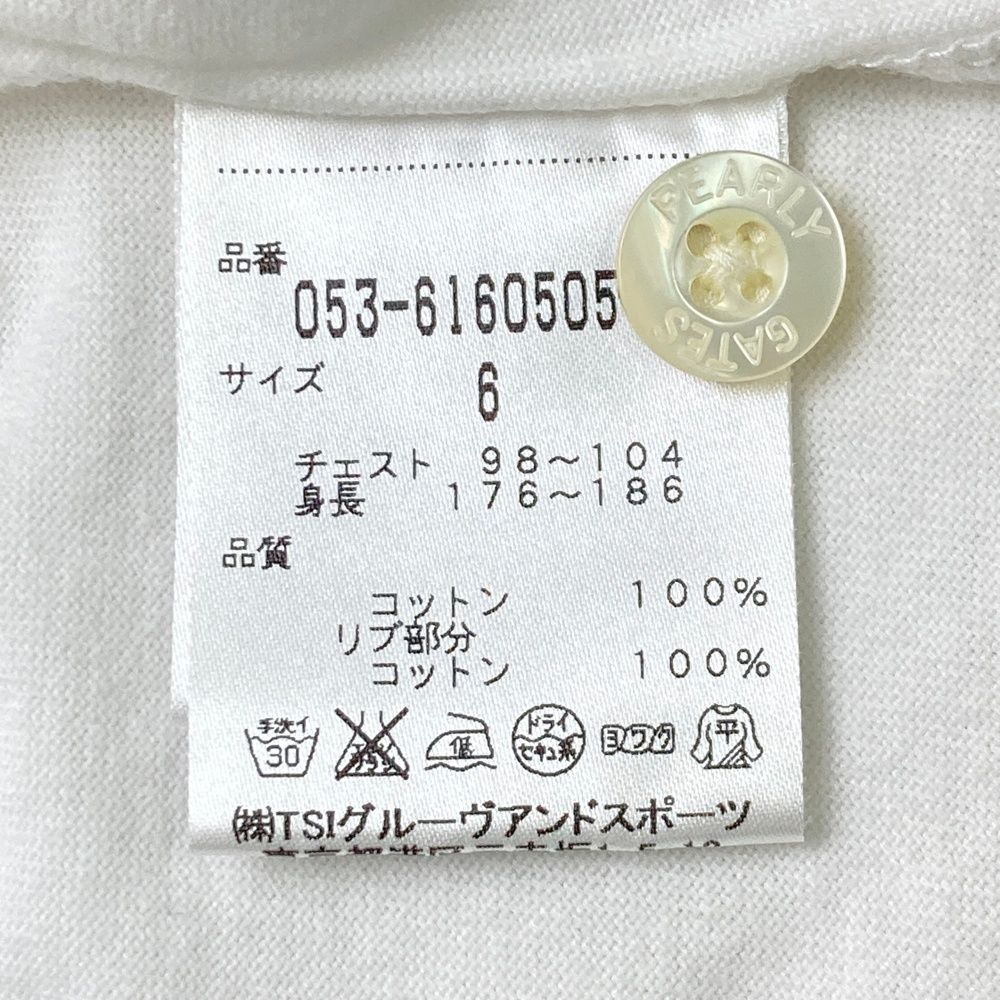 品番
053-6160505
PEARLY
GATES
サイズ 6
チェスト 98~104
身長 176~186
品質
コットン 100%
リブ部分
コットン 100%
手洗イ
30
低
ドライ
セキユ系
ヨワク
平
㈱TSIグルーヴアンドスポーツ